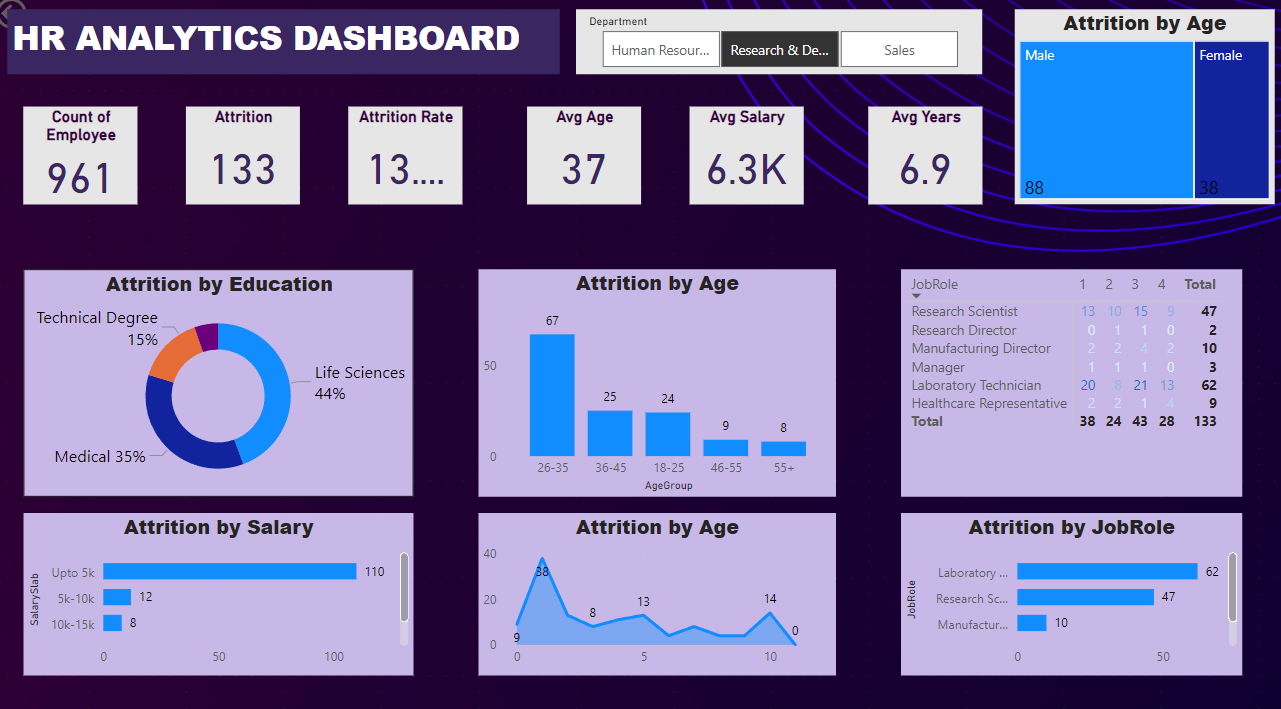 HR ANALYTICS DASHBOARD
Department
Human Resour...
Research & De...
Sales
Attrition by Age
Male
88
Female
38
Count of
Employee
961
Attrition
133
Attrition Rate
13....
Avg Age
37
Avg Salary
6.3K
Avg Years
6.9
Attrition by Education
Technical Degree
15%
Life Sciences
44%
Medical 35%
Attrition by Age
67
25
24
9
8
50
0
26-35 36-45 18-25 46-55 55+
AgeGroup
JobRole 1 2 3 4 Total
Research Scientist 13 10 15 9 47
Research Director 0 1 1 0 2
Manufacturing Director 2 2 4 2 10
Manager 1 1 1 0 3
Laboratory Technician 20 8 21 13 62
Healthcare Representative 2 2 1 4 9
Total 38 24 43 28 133
Attrition by Salary
SalarySlab
Upto 5k 110
5k-10k 12
10k-15k 8
0 50 100
Attrition by Age
40
20
0
9
38
8
13
14
0
0 5 10
Attrition by JobRole
JobRole
Laboratory ... 62
Research Sc... 47
Manufactur... 10
0 50